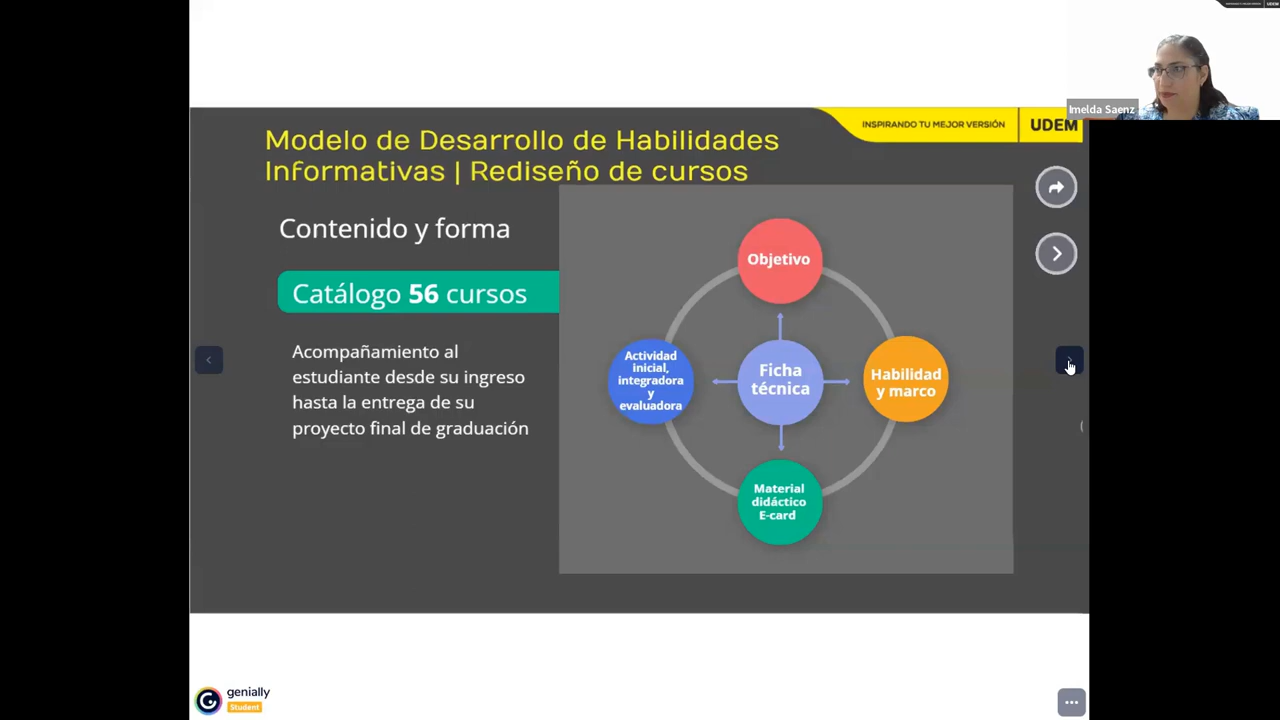 Imelda Saenz
INSPIRANDO TU MEJOR VERSIÓN
UDEM
Modelo de Desarrollo de Habilidades
Informativas | Rediseño de cursos
Contenido y forma
Catálogo 56 cursos
Acompañamiento al
estudiante desde su ingreso
hasta la entrega de su
proyecto final de graduación
Objetivo
Actividad
inicial,
integradora
y
evaluadora
Ficha
técnica
Habilidad
y marco
Material
didáctico
E-card
genially
Student